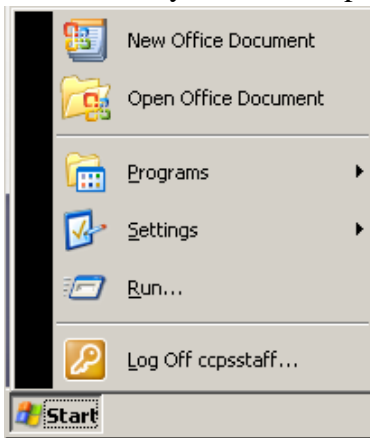 New Office Document
Open Office Document
Programs
Settings
Run...
Log Off ccpsstaff...
Start